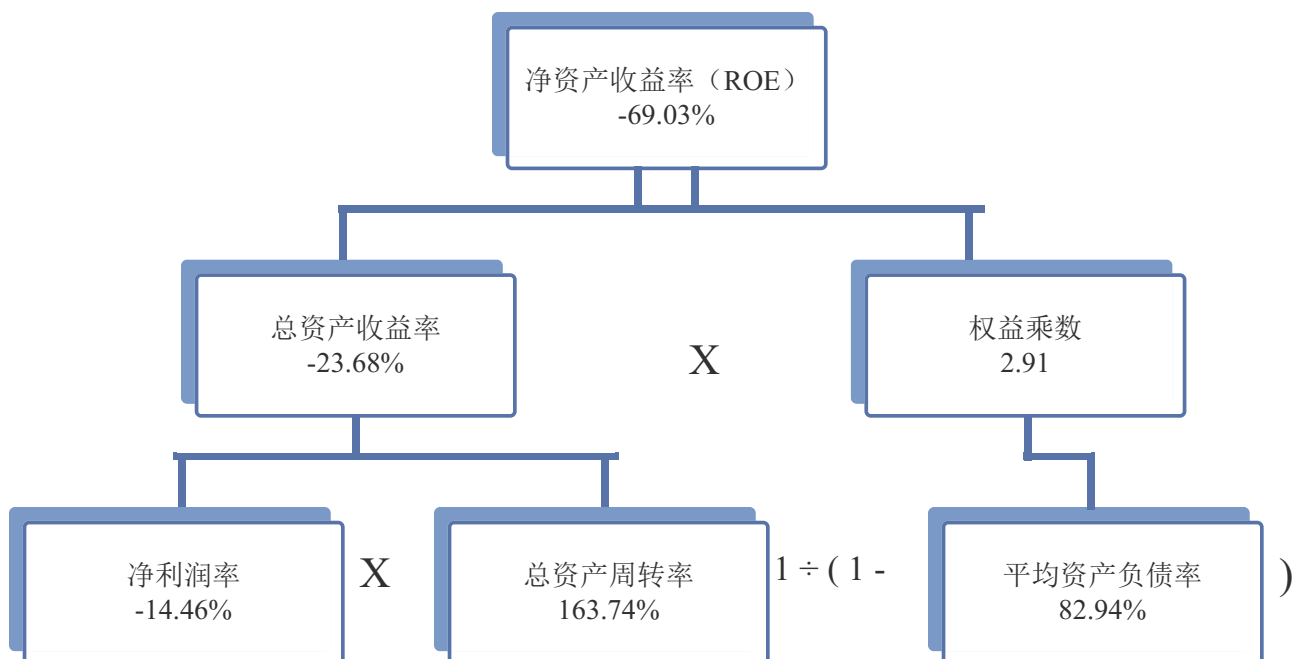 净资产收益率（ROE）
-69.03%
总资产收益率
-23.68%
X
权益乘数
2.91
净利润率
-14.46%
X
总资产周转率
163.74%
1 ÷ ( 1 -
平均资产负债率
82.94%
)